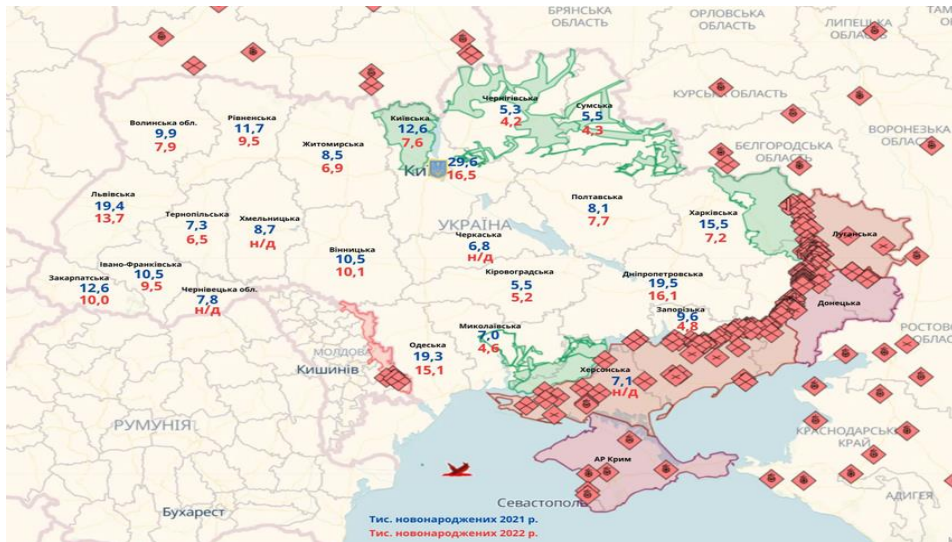 БРЯНСЬКА
ОБЛАСТЬ
ОРЛОВСЬКА
ОБЛАСТЬ
ЛИПЕЦЬКА
КУРСЬКА ОБЛАСТЬ
ВОРОНЕЗЬКА
ОБЛАСТЬ
БЄЛГОРОДСЬКА
ОБЛАСТЬ
Волинська обл.
9,9
7,9
Рівненська
11,7
9,5
Житомирська
8,5
6,9
Київська
12,6
7,6
29,6
16,5
Чернігівська
5,3
4,2
Сумська
5,5
4,3
Львівська
19,4
13,7
Тернопільська
7,3
6,5
Хмельницька
8,7
н/д
Вінницька
10,5
10,1
УКРАЇНА
Черкаська
6,8
н/д
Полтавська
8,1
7,7
Харківська
15,5
7,2
Луганська
Закарпатська
12,6
10,0
Івано-Франківська
10,5
9,5
Чернівецька обл.
7,8
н/д
Кіровоградська
5,5
5,2
Дніпропетровська
19,5
16,1
Донецька
Запорізька
9,6
4,8
Миколаївська
7,0
4,6
Одеська
19,3
15,1
Херсонська
7,1
н/д
МОЛДОВА
Кишинів
РУМУНІЯ
Бухарест
АР Крим
Севастополь
КРАСНОДАРСЬКИЙ
КРАЙ
АДИГЕЯ
Тис. новонароджених 2021 р.
Тис. новонароджених 2022 р.